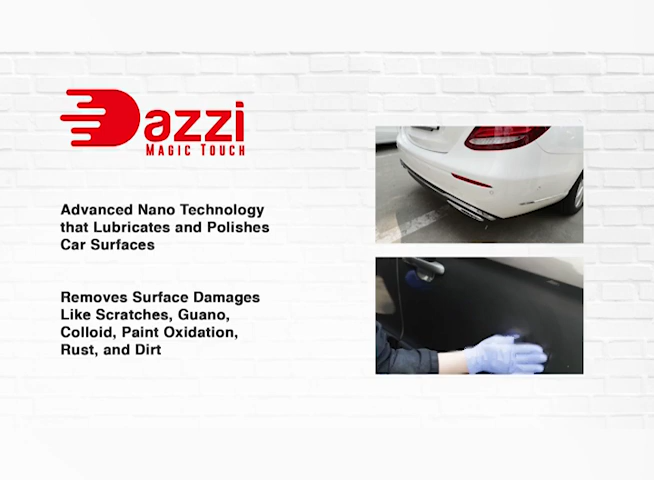 Dazzi
MAGIC TOUCH
Advanced Nano Technology
that Lubricates and Polishes
Car Surfaces
Removes Surface Damages
Like Scratches, Guano,
Colloid, Paint Oxidation,
Rust, and Dirt